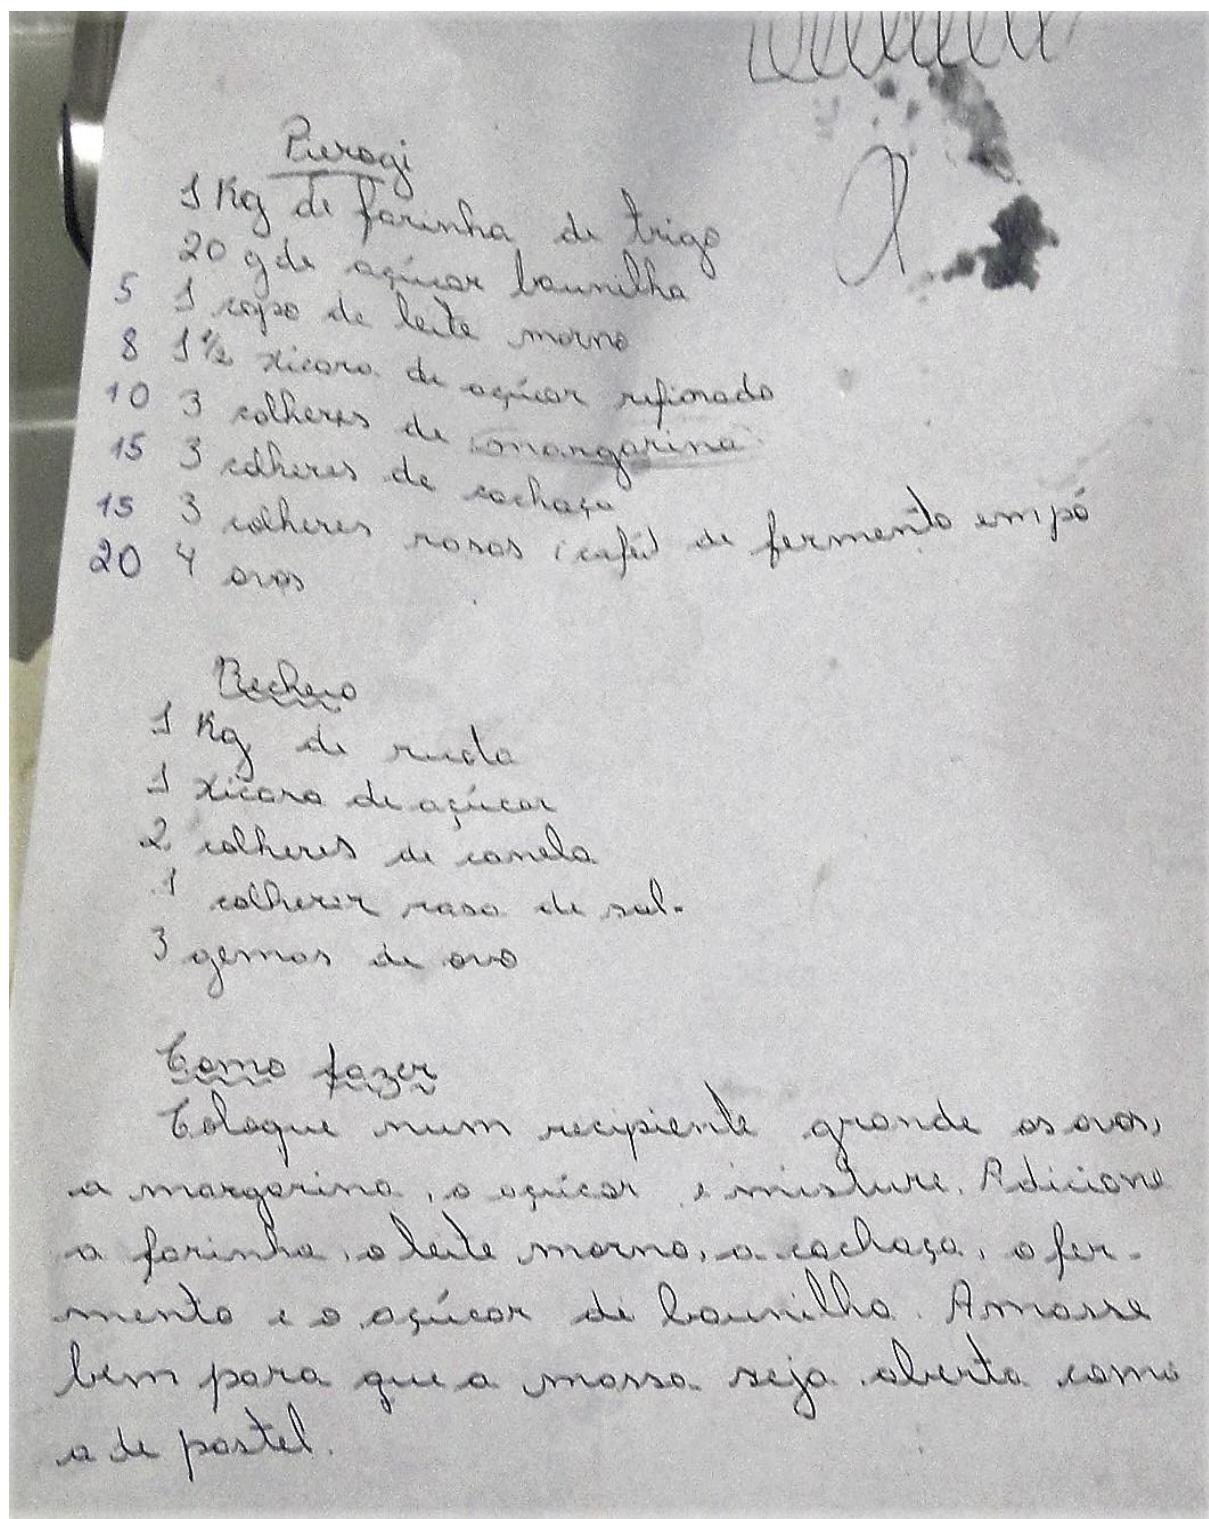 Pierogi
1 Kg de farinha de trigo
20 g de açúcar baunilha
5 1 copo de leite morno
8 1 1/2 xicara de açúcar refinado
10 3 colheres de margarina
15 3 colheres de cachaça
15 3 colheres rasas (café) de fermento em pó
20 4 ovos
Recheio
1 Kg de ricota
1 xícara de açúcar
2 colheres de canela
1 colherer rasa de sal.
3 gemas de ovo
Como fazer
Coloque num recipiente grande os ovos,
a margarina, o açúcar e misture. Adicione
a farinha, o leite morno, a cachaça, o fer-
mento e o açúcar de baunilha. Amasse
bem para que a massa seja aberta como
a de pastel.